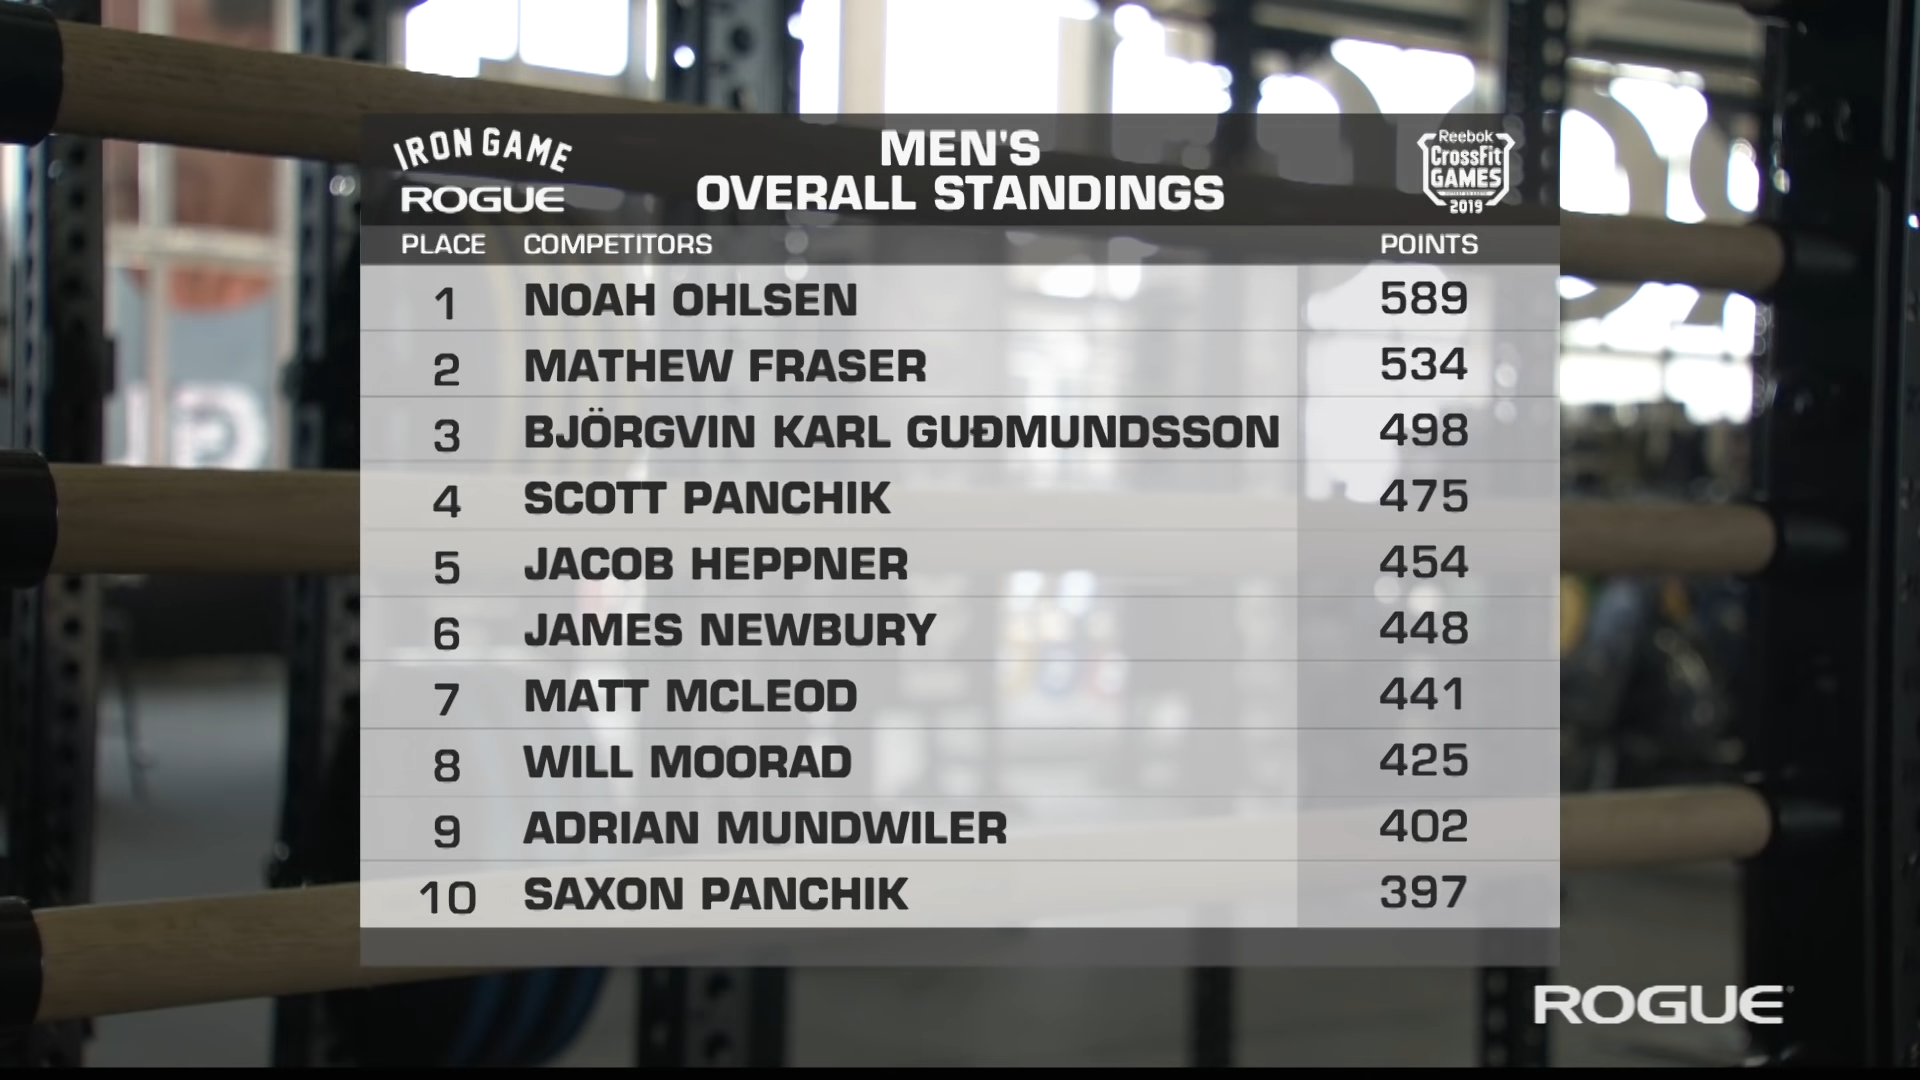 IRON GAME
ROGUE
MEN'S
OVERALL STANDINGS
Reebok
CrossFit
GAMES
2019
PLACE COMPETITORS POINTS
1 NOAH OHLSEN 589
2 MATHEW FRASER 534
3 BJÖRGVIN KARL GUÐMUNDSSON 498
4 SCOTT PANCHIK 475
5 JACOB HEPPNER 454
6 JAMES NEWBURY 448
7 MATT MCLEOD 441
8 WILL MOORAD 425
9 ADRIAN MUNDWILER 402
10 SAXON PANCHIK 397
ROGUE